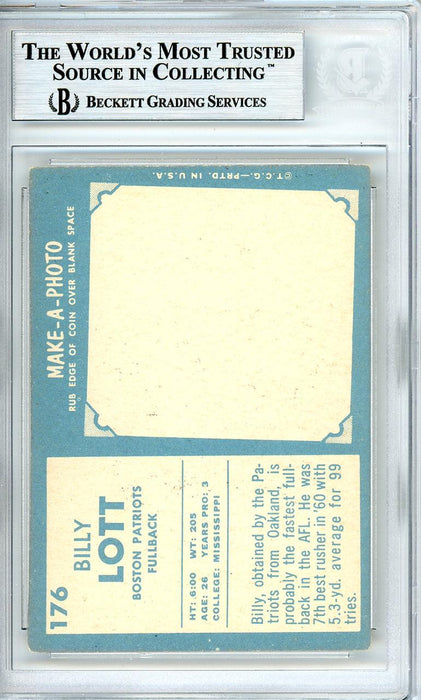 THE WORLD'S MOST TRUSTED
SOURCE IN COLLECTING™
B BECKETT GRADING SERVICES
B
©T.C.G.—PRTD. IN U.S.A.
MAKE-A-PHOTO
RUB EDGE OF COIN OVER BLANK SPACE
176
BILLY
LOTT
BOSTON PATRIOTS
FULLBACK
HT: 6:00 WT: 205
AGE: 26 YEARS PRO: 3
COLLEGE: MISSISSIPPI
Billy, obtained by the Pa-
triots from Oakland, is
probably the fastest full-
back in the AFL. He was
7th best rusher in '60 with
5.3-yd. average for 99
tries.